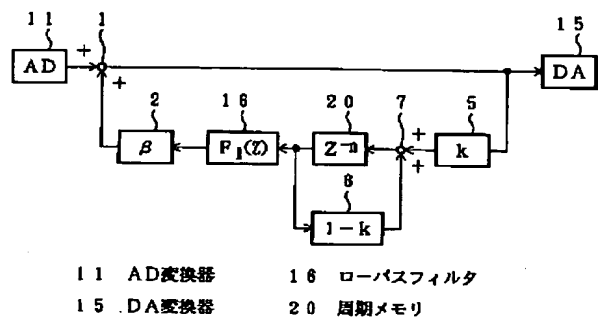 11 1 15
AD + + DA
2 16 20 7 5
β F₁(Z) Z⁻ⁿ + + k
6
1-k
11 AD変換器 16 ローパスフィルタ
15 DA変換器 20 周期メモリ